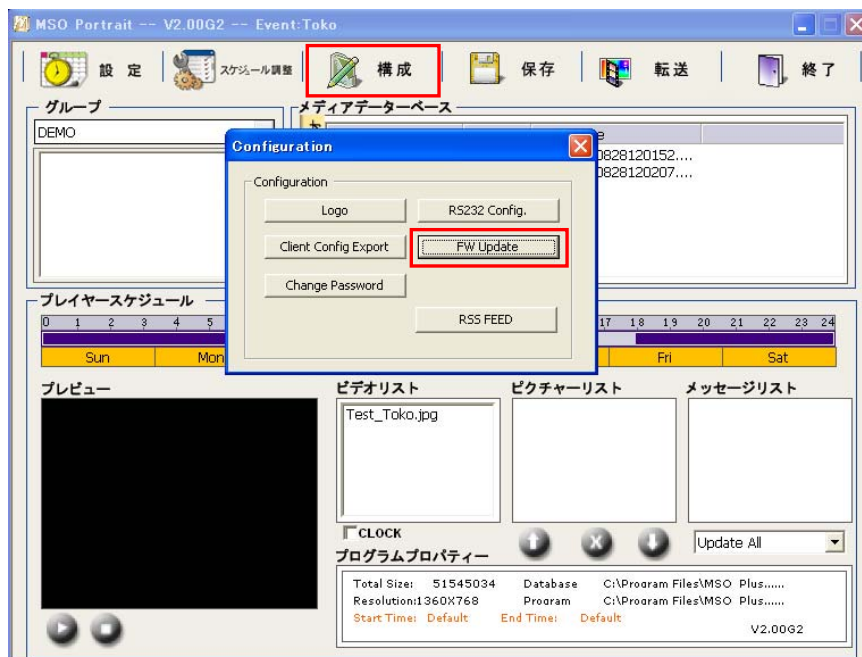 MSO Portrait -- V2.00G2 -- Event:Toko
設 定
スケジュール調整
構成
保存
転送
終了
グループ
メディアデーターベース
DEMO
0828120152....
0828120207....
Configuration
Configuration
Logo
RS232 Config.
Client Config Export
FW Update
Change Password
RSS FEED
プレイヤースケジュール
0 1 2 3 4 5 17 18 19 20 21 22 23 24
Sun Mon Fri Sat
プレビュー
ビデオリスト
ピクチャーリスト
メッセージリスト
Test_Toko.jpg
CLOCK
Update All
プログラムプロパティー
Total Size: 51545034 Database C:\Program Files\MSO Plus......
Resolution:1360X768 Program C:\Program Files\MSO Plus......
Start Time: Default End Time: Default
V2.00G2